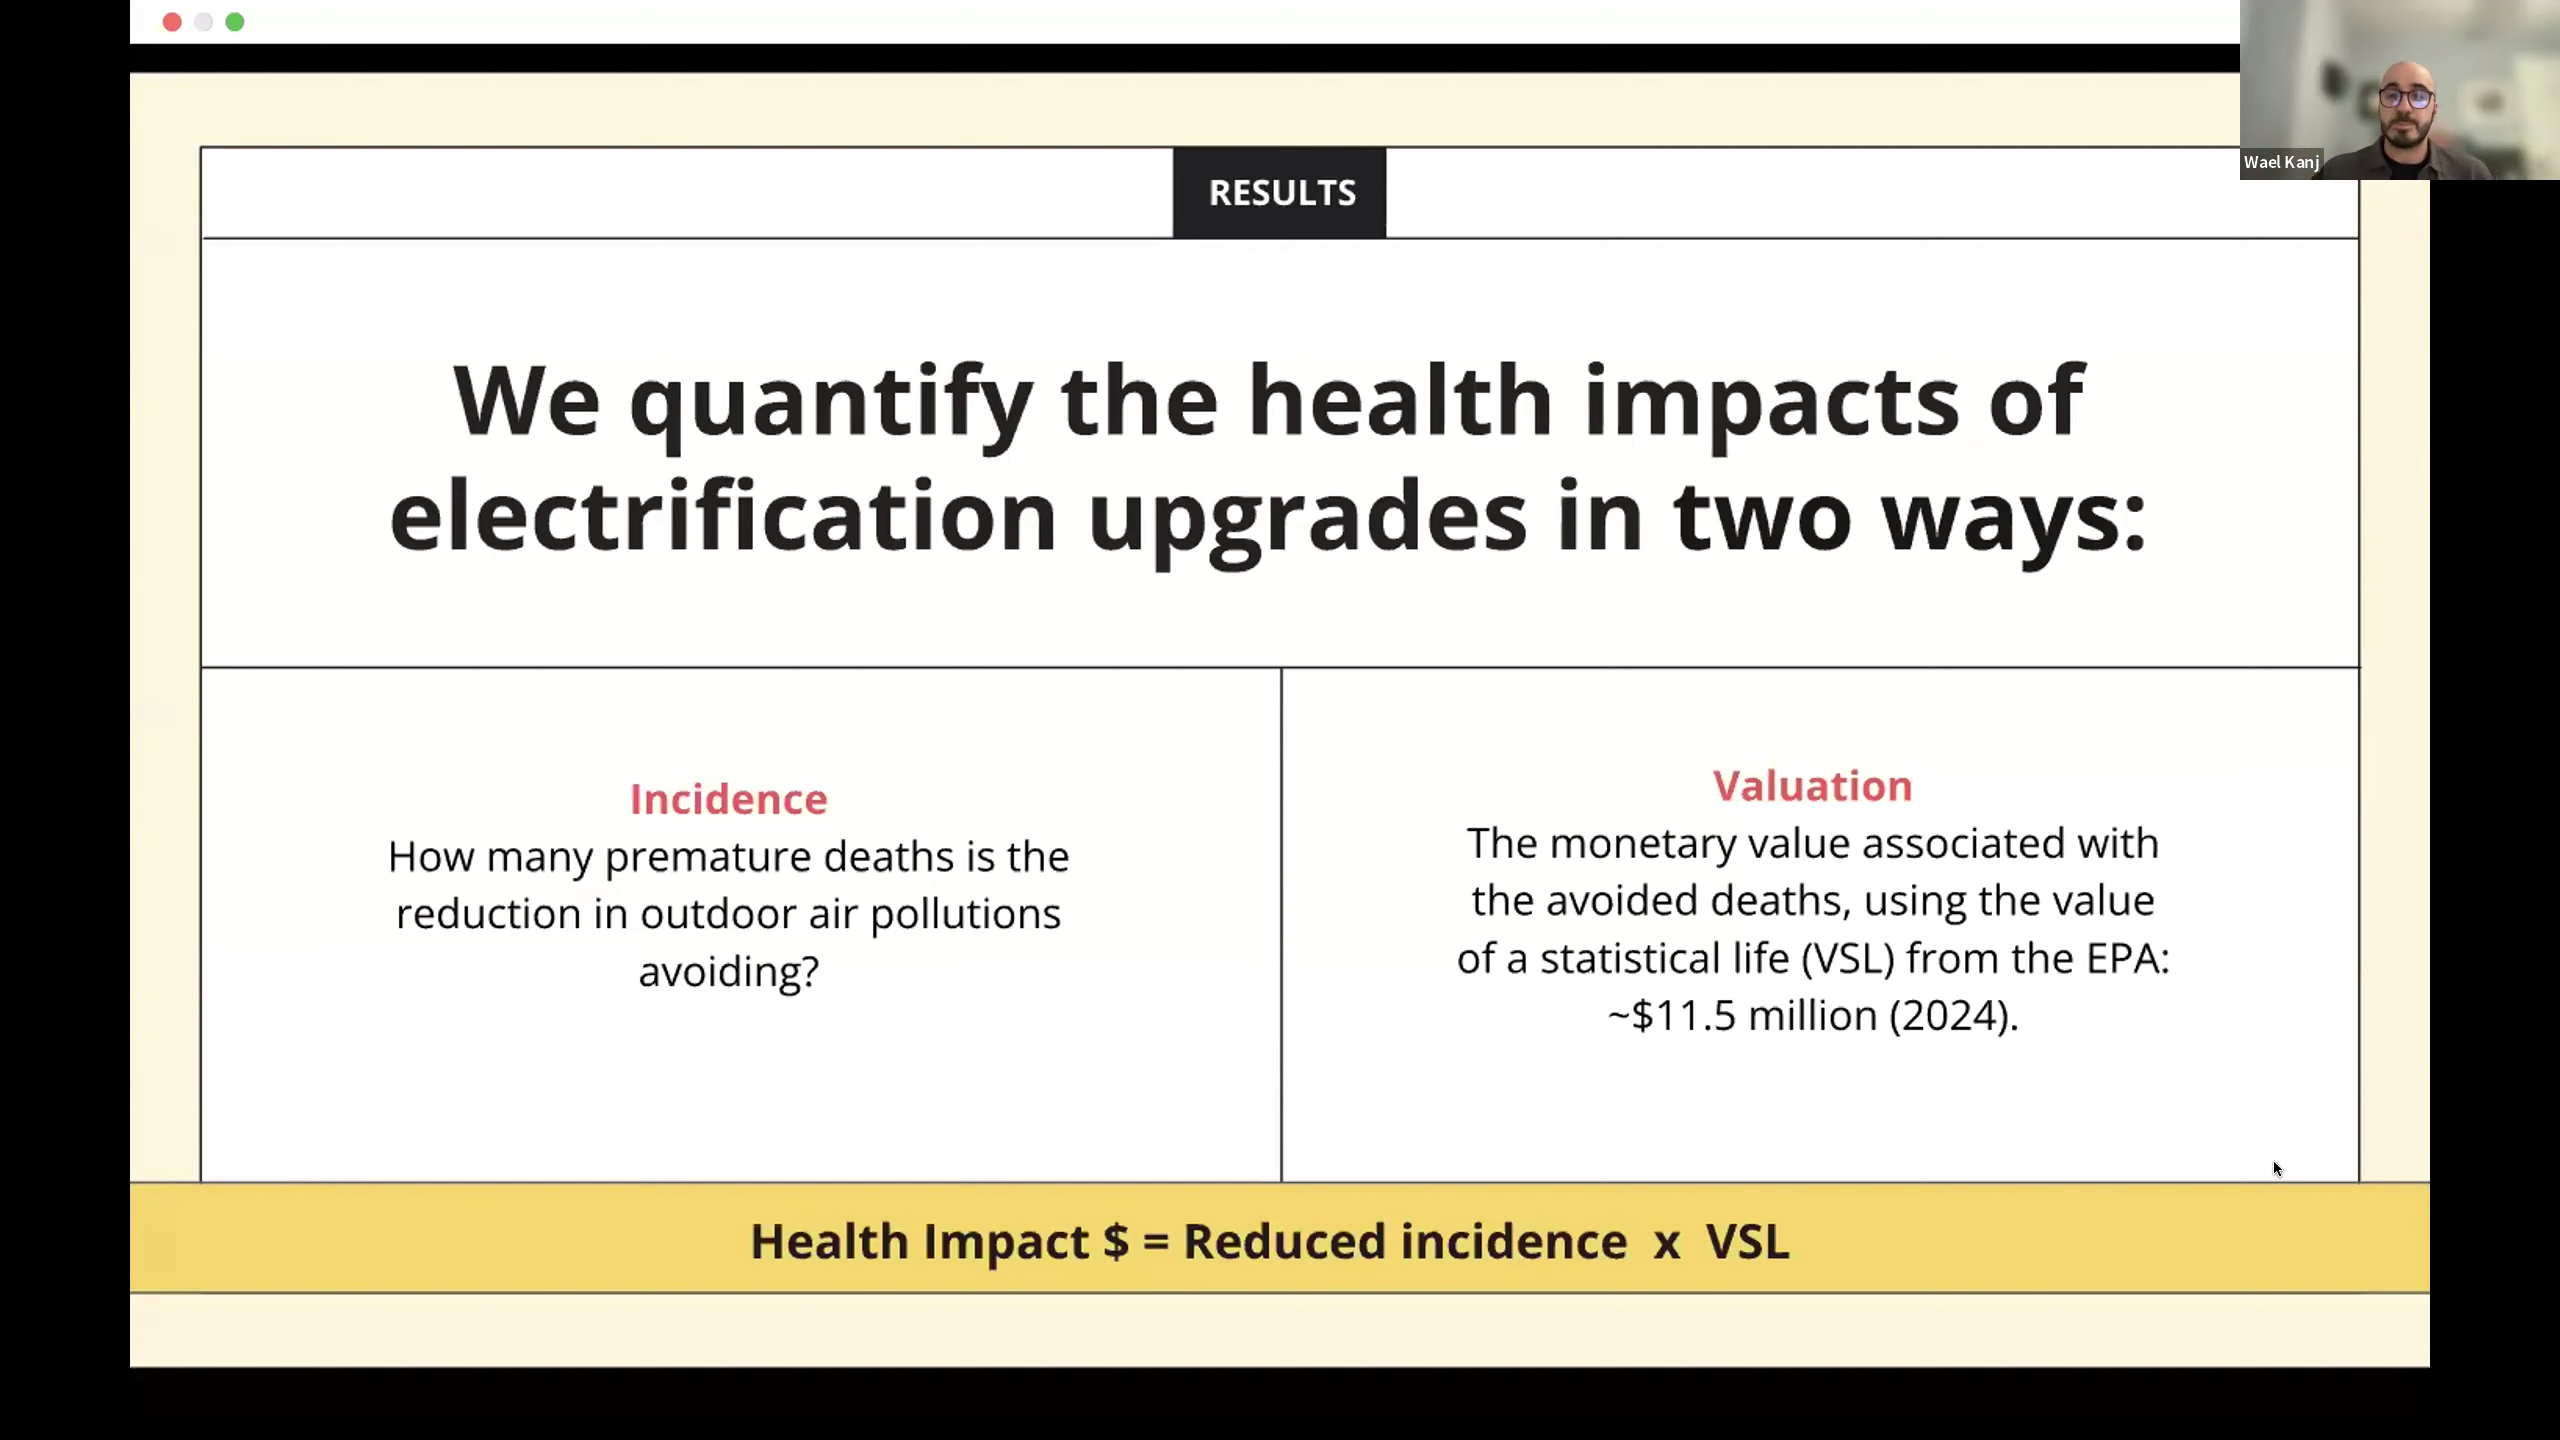 Wael Kanj
RESULTS
We quantify the health impacts of
electrification upgrades in two ways:
Incidence
How many premature deaths is the
reduction in outdoor air pollutions
avoiding?
Valuation
The monetary value associated with
the avoided deaths, using the value
of a statistical life (VSL) from the EPA:
~$11.5 million (2024).
Health Impact $ = Reduced incidence x VSL